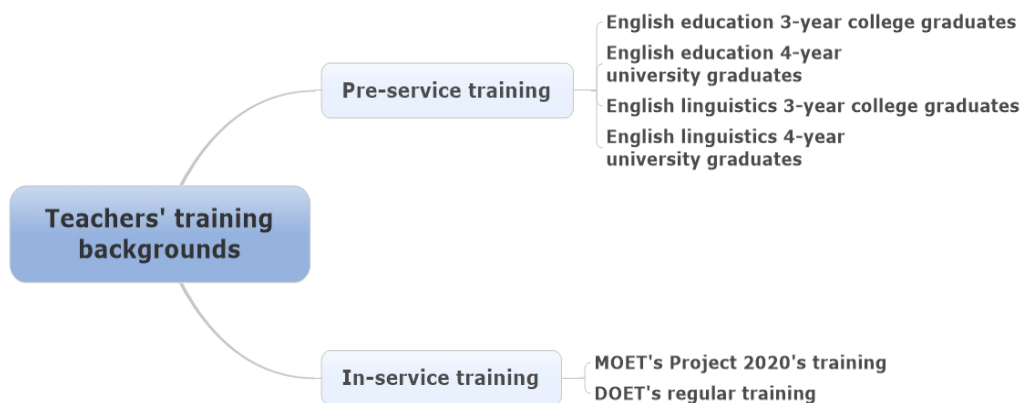 English education 3-year college graduates
English education 4-year
university graduates
Pre-service training
English linguistics 3-year college graduates
English linguistics 4-year
university graduates
Teachers' training
backgrounds
MOET's Project 2020's training
In-service training
DOET's regular training